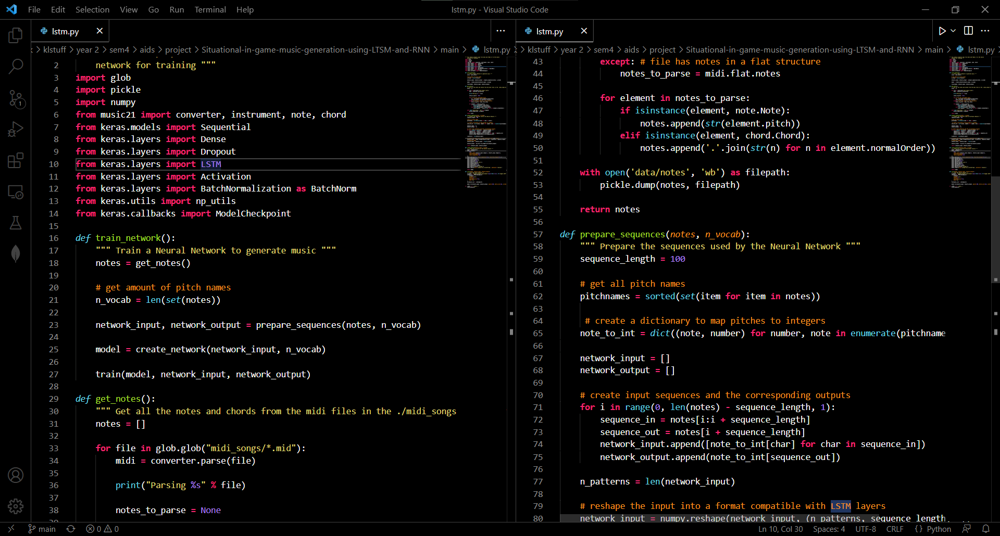 File Edit Selection View Go Run Terminal Help
lstm.py - Visual Studio Code
lstm.py
> klstuff > year 2 > sem4 > aids > project > Situational-in-game-music-generation-using-LTSM-and-RNN > main > lstm.py
2 network for training """
3 import glob
4 import pickle
5 import numpy
6 from music21 import converter, instrument, note, chord
7 from keras.models import Sequential
8 from keras.layers import Dense
9 from keras.layers import Dropout
10 from keras.layers import LSTM
11 from keras.layers import Activation
12 from keras.layers import BatchNormalization as BatchNorm
13 from keras.utils import np_utils
14 from keras.callbacks import ModelCheckpoint
15
16 def train_network():
17 """ Train a Neural Network to generate music """
18 notes = get_notes()
19
20 # get amount of pitch names
21 n_vocab = len(set(notes))
22
23 network_input, network_output = prepare_sequences(notes, n_vocab)
24
25 model = create_network(network_input, n_vocab)
26
27 train(model, network_input, network_output)
28
29 def get_notes():
30 """ Get all the notes and chords from the midi files in the ./midi_songs
31 notes = []
32
33 for file in glob.glob("midi_songs/*.mid"):
34 midi = converter.parse(file)
35
36 print("Parsing %s" % file)
37
38 notes_to_parse = None
39
lstm.py
> klstuff > year 2 > sem4 > aids > project > Situational-in-game-music-generation-using-LTSM-and-RNN > main > lstm.py >
43 except: # file has notes in a flat structure
44 notes_to_parse = midi.flat.notes
45
46 for element in notes_to_parse:
47 if isinstance(element, note.Note):
48 notes.append(str(element.pitch))
49 elif isinstance(element, chord.Chord):
50 notes.append('.'.join(str(n) for n in element.normalOrder))
51
52 with open('data/notes', 'wb') as filepath:
53 pickle.dump(notes, filepath)
54
55 return notes
56
57 def prepare_sequences(notes, n_vocab):
58 """ Prepare the sequences used by the Neural Network """
59 sequence_length = 100
60
61 # get all pitch names
62 pitchnames = sorted(set(item for item in notes))
63
64 # create a dictionary to map pitches to integers
65 note_to_int = dict((note, number) for number, note in enumerate(pitchname
66
67 network_input = []
68 network_output = []
69
70 # create input sequences and the corresponding outputs
71 for i in range(0, len(notes) - sequence_length, 1):
72 sequence_in = notes[i:i + sequence_length]
73 sequence_out = notes[i + sequence_length]
74 network_input.append([note_to_int[char] for char in sequence_in])
75 network_output.append(note_to_int[sequence_out])
76
77 n_patterns = len(network_input)
78
79 # reshape the input into a format compatible with LSTM layers
80 network_input = numpy.reshape(network_input, (n_patterns, sequence_length,
1
main 0 0 Ln 10, Col 30 Spaces: 4 UTF-8 CRLF {} Python